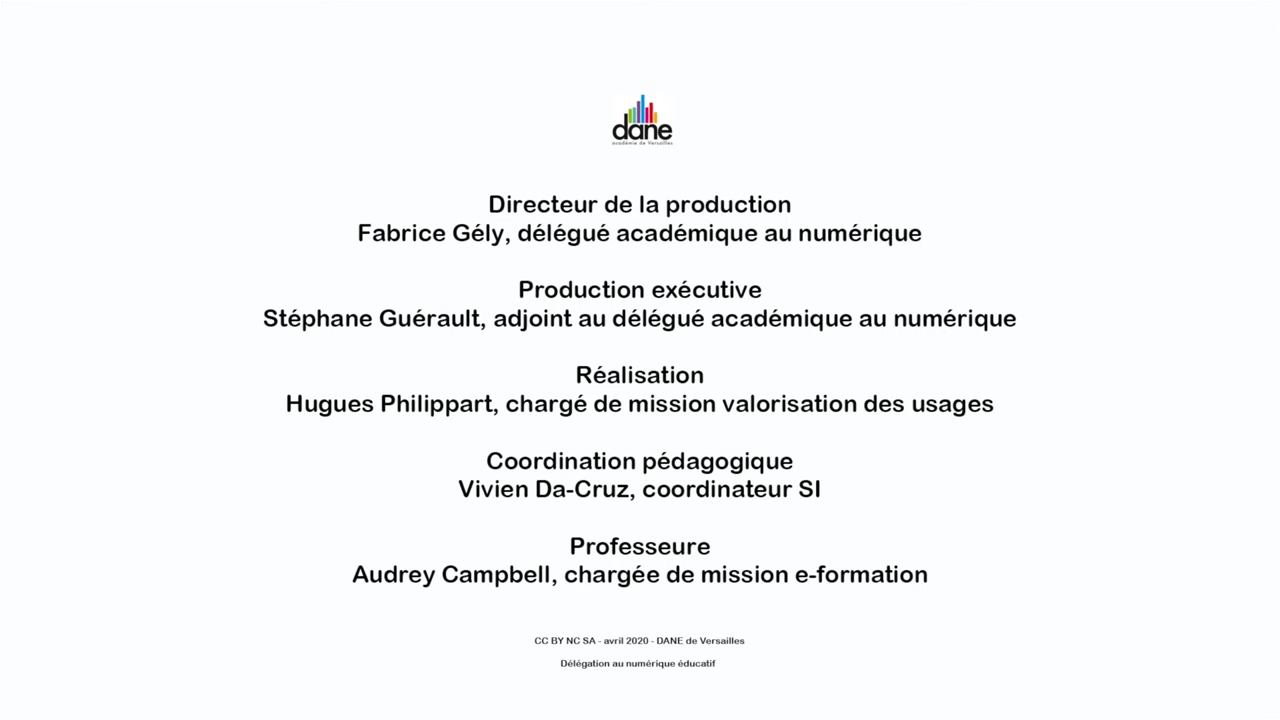 dane
académie de Versailles
Directeur de la production
Fabrice Gély, délégué académique au numérique
Production exécutive
Stéphane Guérault, adjoint au délégué académique au numérique
Réalisation
Hugues Philippart, chargé de mission valorisation des usages
Coordination pédagogique
Vivien Da-Cruz, coordinateur SI
Professeure
Audrey Campbell, chargée de mission e-formation
CC BY NC SA - avril 2020 - DANE de Versailles
Délégation au numérique éducatif